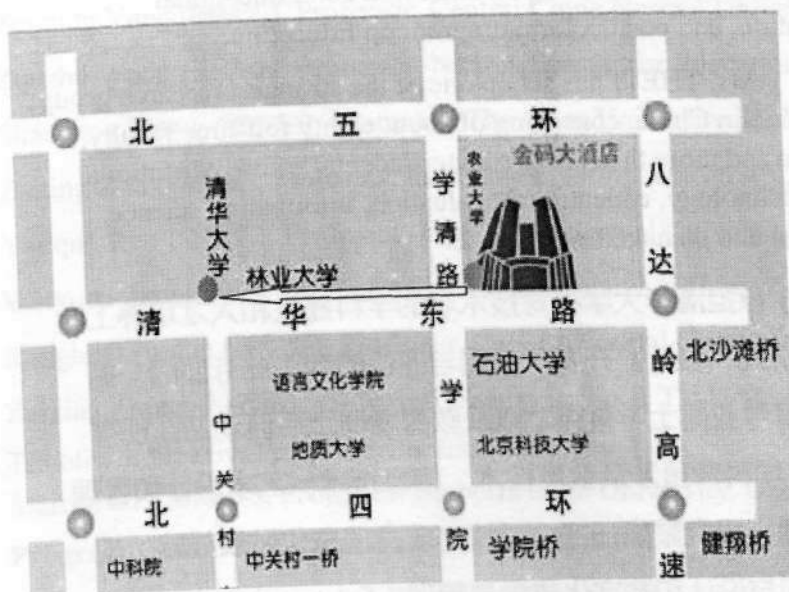 北五环
金码大酒店
农业大学
八达岭高速
学清路
清华大学
林业大学
清华东路
北沙滩桥
石油大学
语言文化学院
学院
地质大学
北京科技大学
中关村
北四环
中科院
中关村一桥
学院桥
健翔桥